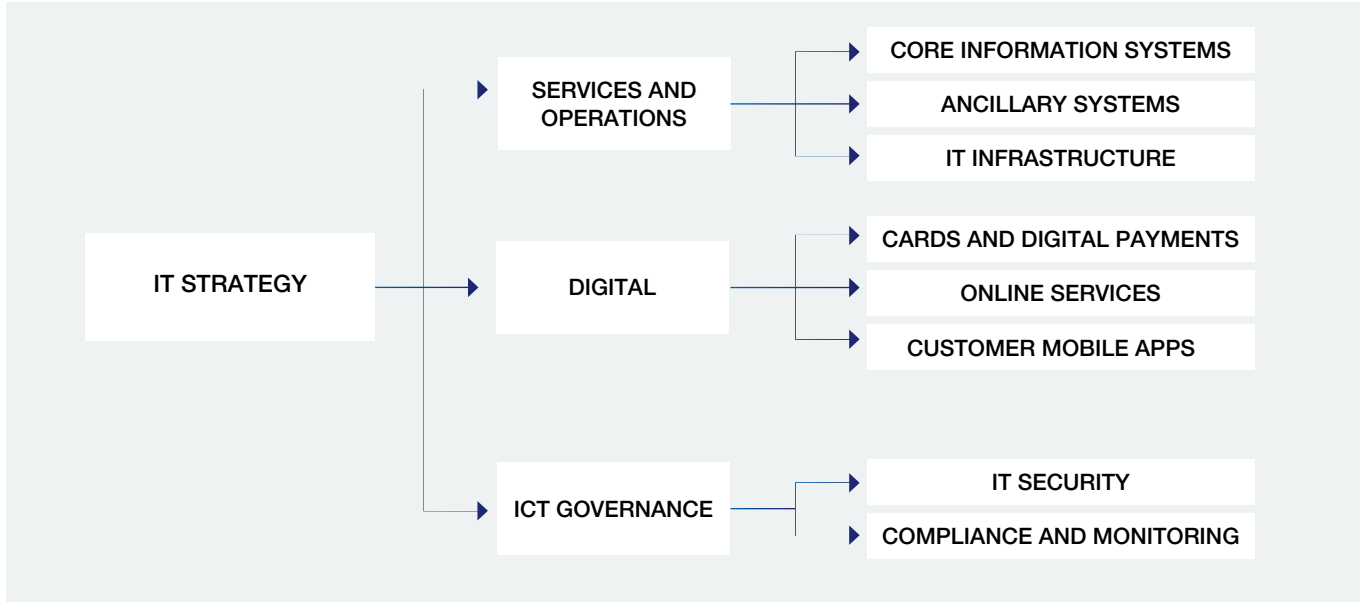 IT STRATEGY
SERVICES AND
OPERATIONS
CORE INFORMATION SYSTEMS
ANCILLARY SYSTEMS
IT INFRASTRUCTURE
DIGITAL
CARDS AND DIGITAL PAYMENTS
ONLINE SERVICES
CUSTOMER MOBILE APPS
ICT GOVERNANCE
IT SECURITY
COMPLIANCE AND MONITORING